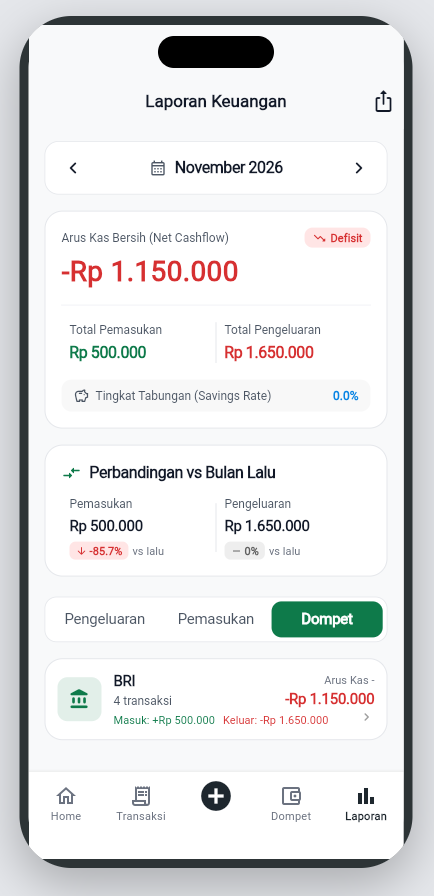 Laporan Keuangan
November 2026
Arus Kas Bersih (Net Cashflow)
Defisit
-Rp 1.150.000
Total Pemasukan
Total Pengeluaran
Rp 500.000
Rp 1.650.000
Tingkat Tabungan (Savings Rate)
0.0%
Perbandingan vs Bulan Lalu
Pemasukan
Pengeluaran
Rp 500.000
Rp 1.650.000
-85.7% vs lalu
0% vs lalu
Pengeluaran Pemasukan Dompet
BRI
Arus Kas -
4 transaksi
-Rp 1.150.000
Masuk: +Rp 500.000 Keluar: -Rp 1.650.000
Home Transaksi Dompet Laporan